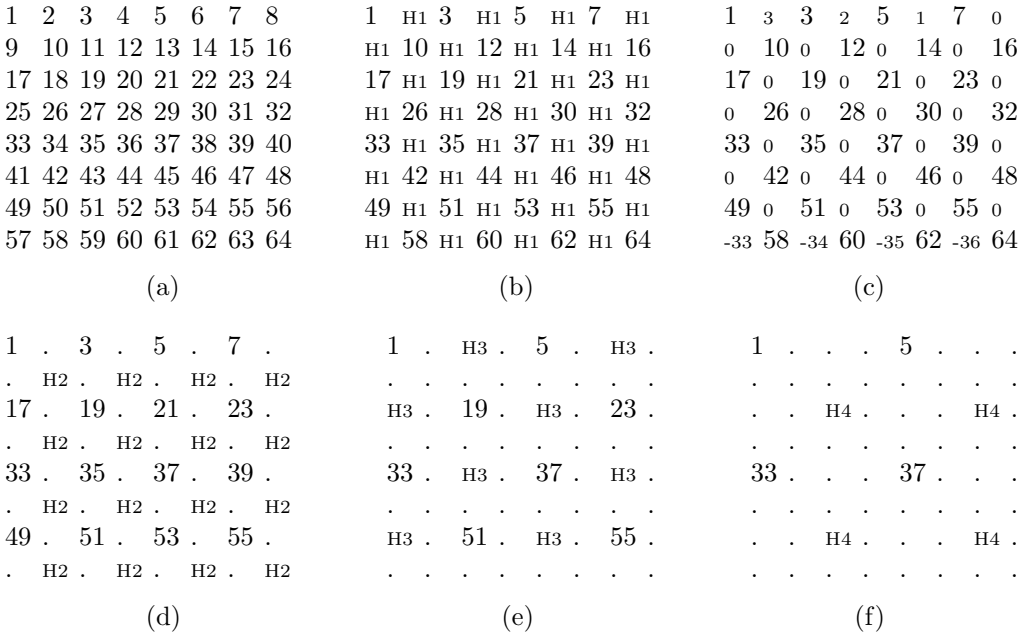 1 2 3 4 5 6 7 8 1 H1 3 H1 5 H1 7 H1 1 3 3 2 5 1 7 0
9 10 11 12 13 14 15 16 H1 10 H1 12 H1 14 H1 16 0 10 0 12 0 14 0 16
17 18 19 20 21 22 23 24 17 H1 19 H1 21 H1 23 H1 17 0 19 0 21 0 23 0
25 26 27 28 29 30 31 32 H1 26 H1 28 H1 30 H1 32 0 26 0 28 0 30 0 32
33 34 35 36 37 38 39 40 33 H1 35 H1 37 H1 39 H1 33 0 35 0 37 0 39 0
41 42 43 44 45 46 47 48 H1 42 H1 44 H1 46 H1 48 0 42 0 44 0 46 0 48
49 50 51 52 53 54 55 56 49 H1 51 H1 53 H1 55 H1 49 0 51 0 53 0 55 0
57 58 59 60 61 62 63 64 H1 58 H1 60 H1 62 H1 64 -33 58 -34 60 -35 62 -36 64
(a) (b) (c)
1 . 3 . 5 . 7 . 1 . H3 . 5 . H3 . 1 . . . 5 . . .
. H2 . H2 . H2 . H2 . . . . . . . . . . . . . . . .
17 . 19 . 21 . 23 . H3 . 19 . H3 . 23 . . . H4 . . . H4 .
. H2 . H2 . H2 . H2 . . . . . . . . . . . . . . . .
33 . 35 . 37 . 39 . 33 . H3 . 37 . H3 . 33 . . . 37 . . .
. H2 . H2 . H2 . H2 . . . . . . . . . . . . . . . .
49 . 51 . 53 . 55 . H3 . 51 . H3 . 55 . . . H4 . . . H4 .
. H2 . H2 . H2 . H2 . . . . . . . . . . . . . . . .
(d) (e) (f)